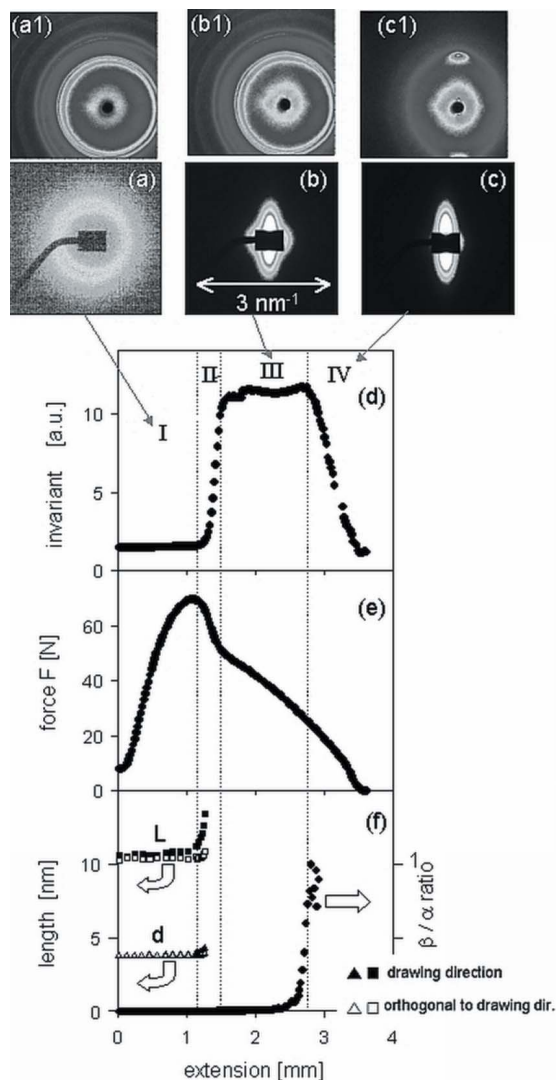 (a1)
(b1)
(c1)
(a)
(b)
(c)
3 nm⁻¹
I
II
III
IV
(d)
invariant [a.u.]
10
5
0
(e)
force F [N]
60
40
20
0
(f)
L
d
length [nm]
10
5
0
1
β / α ratio
drawing direction
orthogonal to drawing dir.
0
1
2
3
4
extension [mm]